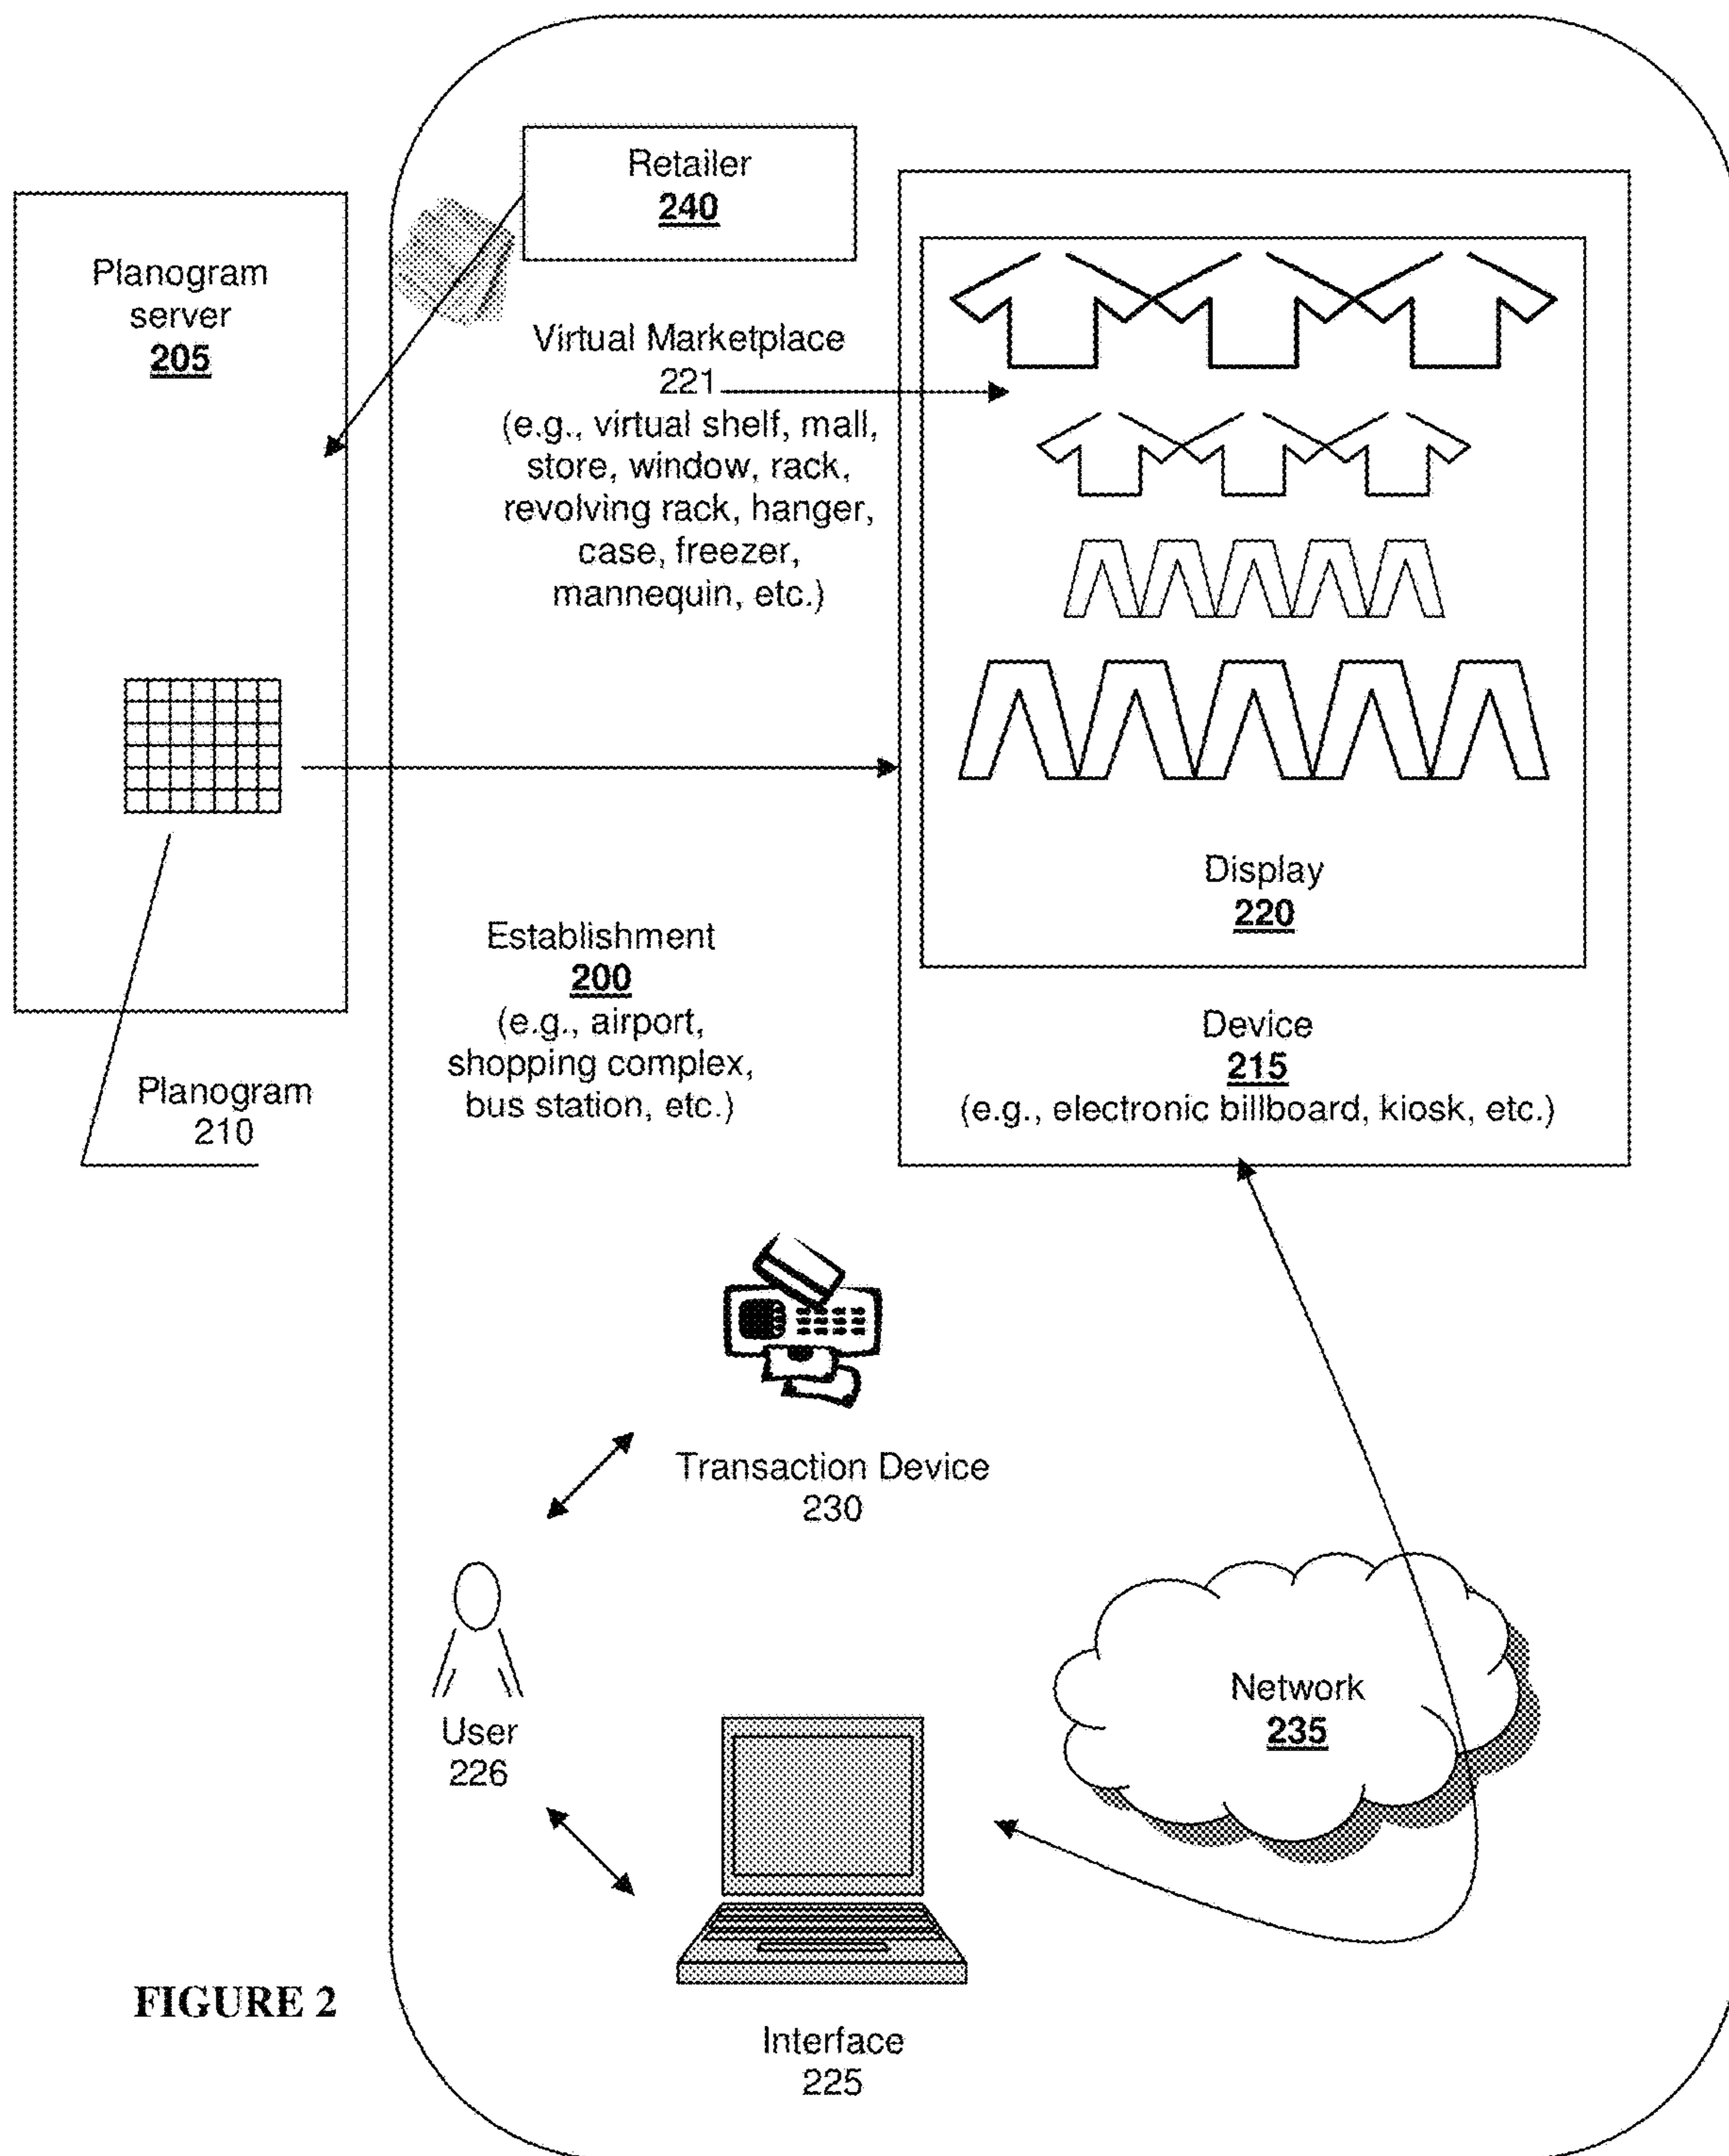 Retailer
240
Planogram
server
205
Virtual Marketplace
221
(e.g., virtual shelf, mall,
store, window, rack,
revolving rack, hanger,
case, freezer,
mannequin, etc.)
Display
220
Establishment
200
(e.g., airport,
shopping complex,
bus station, etc.)
Device
215
(e.g., electronic billboard, kiosk, etc.)
Planogram
210
Transaction Device
230
User
226
Network
235
FIGURE 2
Interface
225